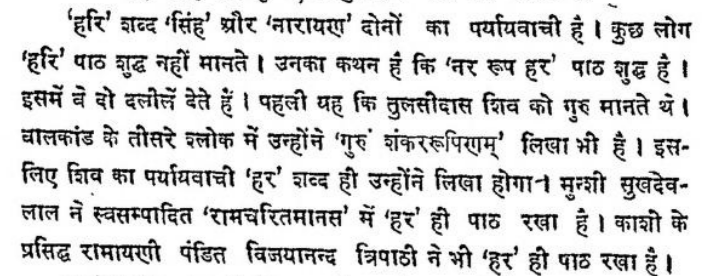 'हरि' शब्द 'सिंह' और 'नारायण' दोनों का पर्यायवाची है । कुछ लोग
'हरि' पाठ शुद्ध नहीं मानते । उनका कथन है कि 'नर रूप हर' पाठ शुद्ध है ।
इसमें वे दो दलीलें देते हैं । पहली यह कि तुलसीदास शिव को गुरु मानते थे ।
बालकांड के तीसरे श्लोक में उन्होंने 'गुरुं शंकररूपिणम्' लिखा भी है । इस-
लिए शिव का पर्यायवाची 'हर' शब्द ही उन्होंने लिखा होगा । मुन्शी सुखदेव-
लाल ने स्वसम्पादित 'रामचरितमानस' में 'हर' ही पाठ रखा है । काशी के
प्रसिद्ध रामायणी पंडित विजयानन्द त्रिपाठी ने भी 'हर' ही पाठ रखा है ।